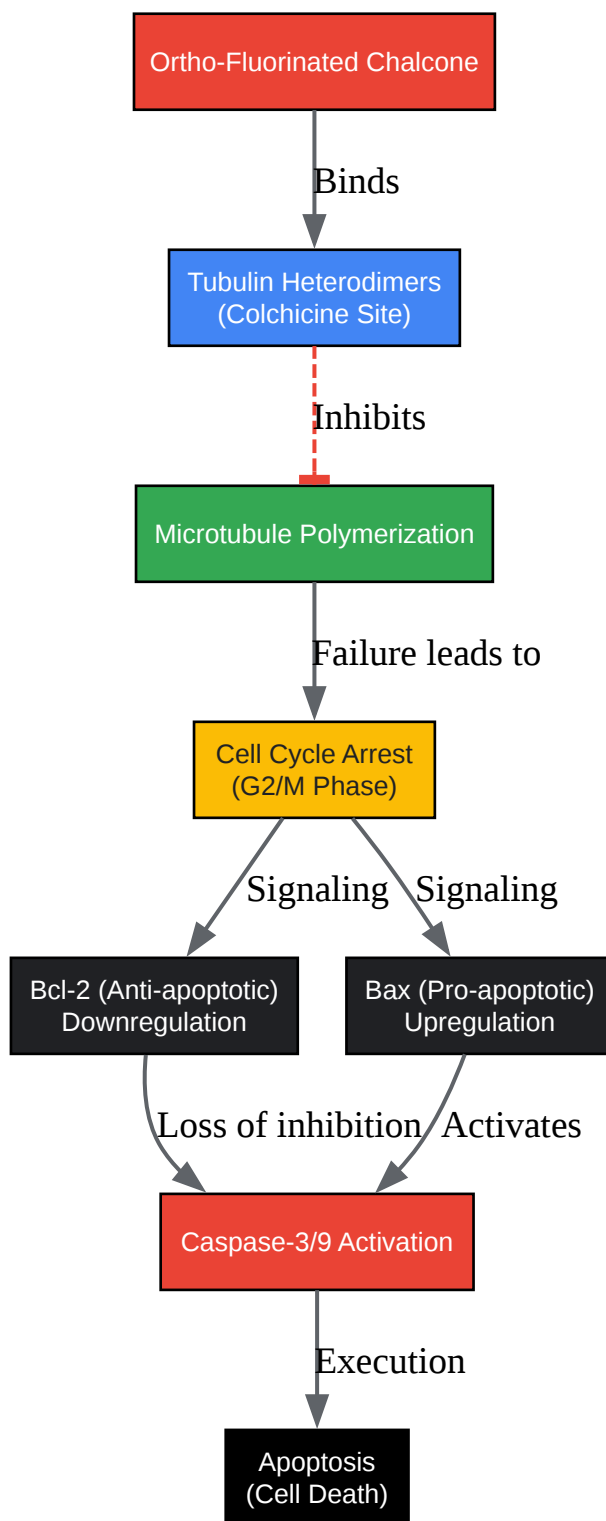 Ortho-Fluorinated Chalcone
Binds
Tubulin Heterodimers
(Colchicine Site)
Inhibits
Microtubule Polymerization
Failure leads to
Cell Cycle Arrest
(G2/M Phase)
Signaling
Signaling
Bcl-2 (Anti-apoptotic)
Downregulation
Bax (Pro-apoptotic)
Upregulation
Loss of inhibition
Activates
Caspase-3/9 Activation
Execution
Apoptosis
(Cell Death)